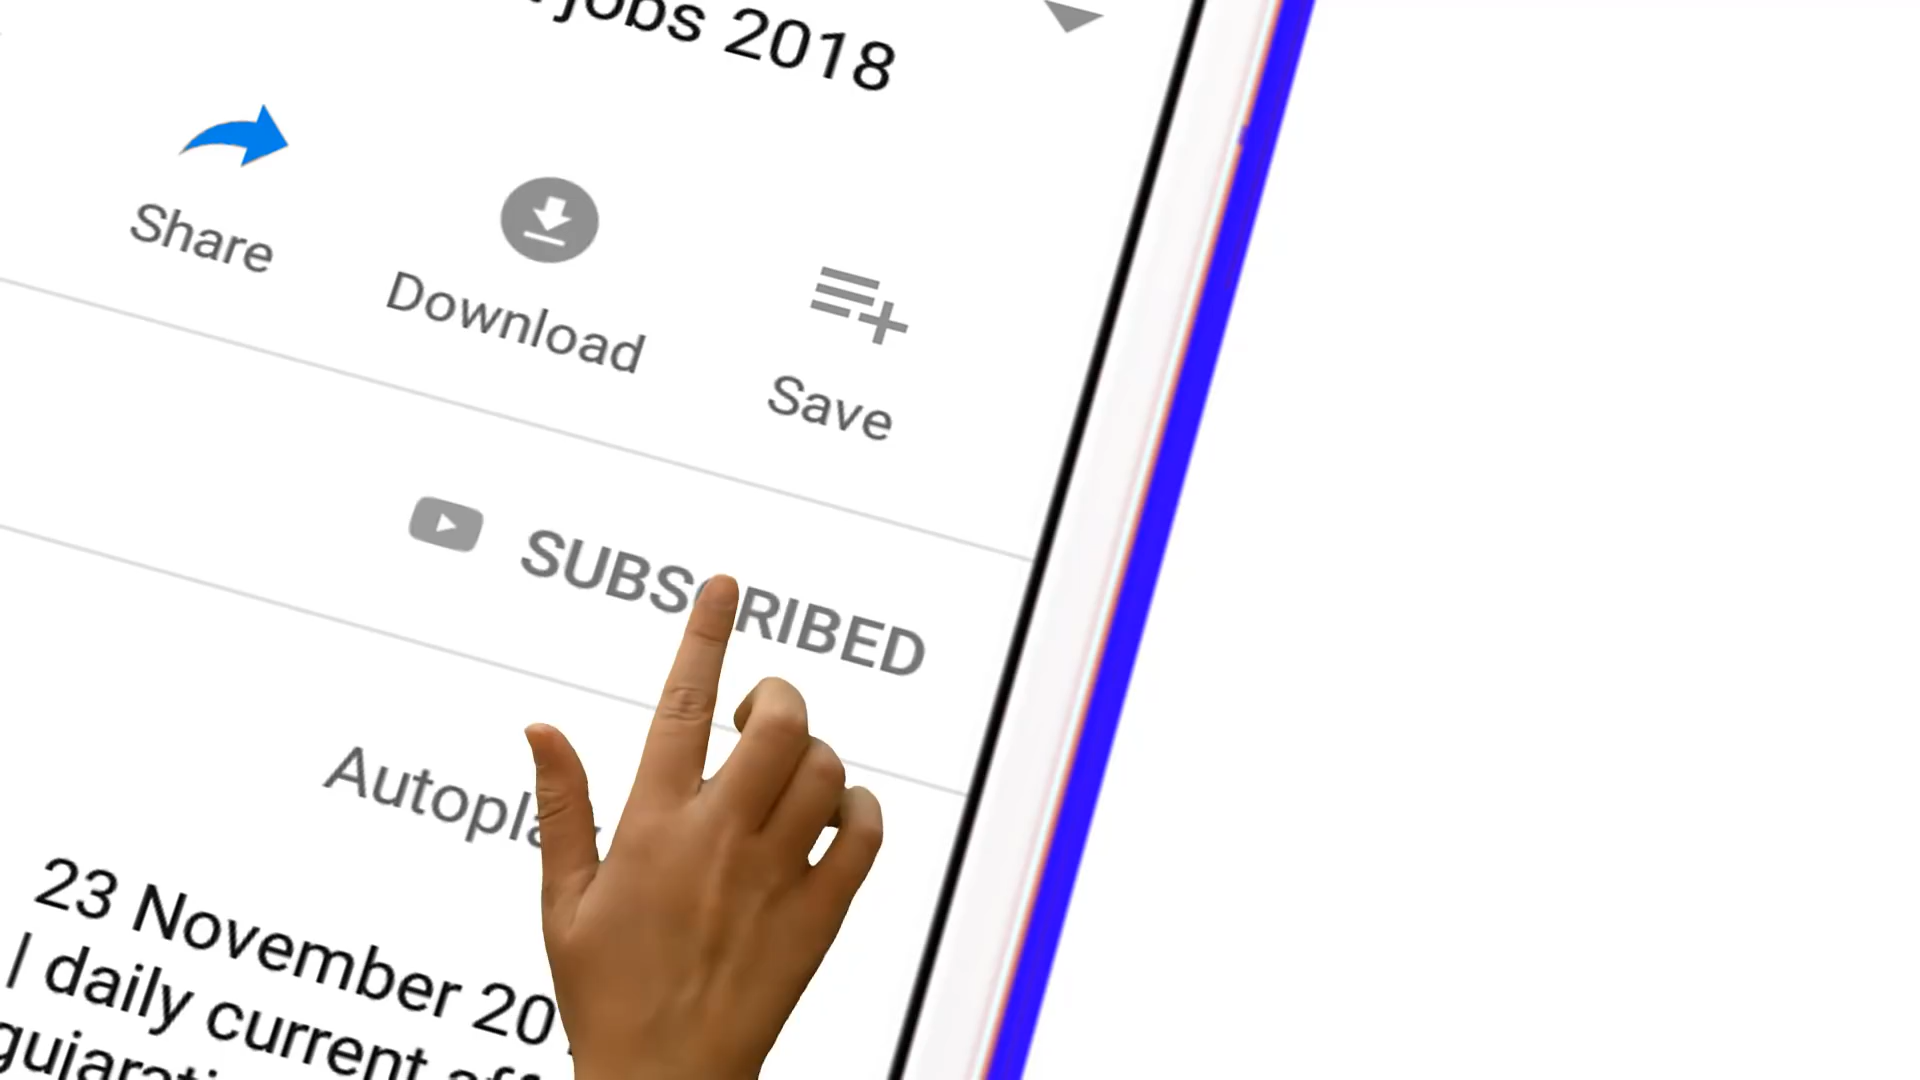 jobs 2018
Share
Download
Save
SUBSCRIBED
23 November 20
| daily current